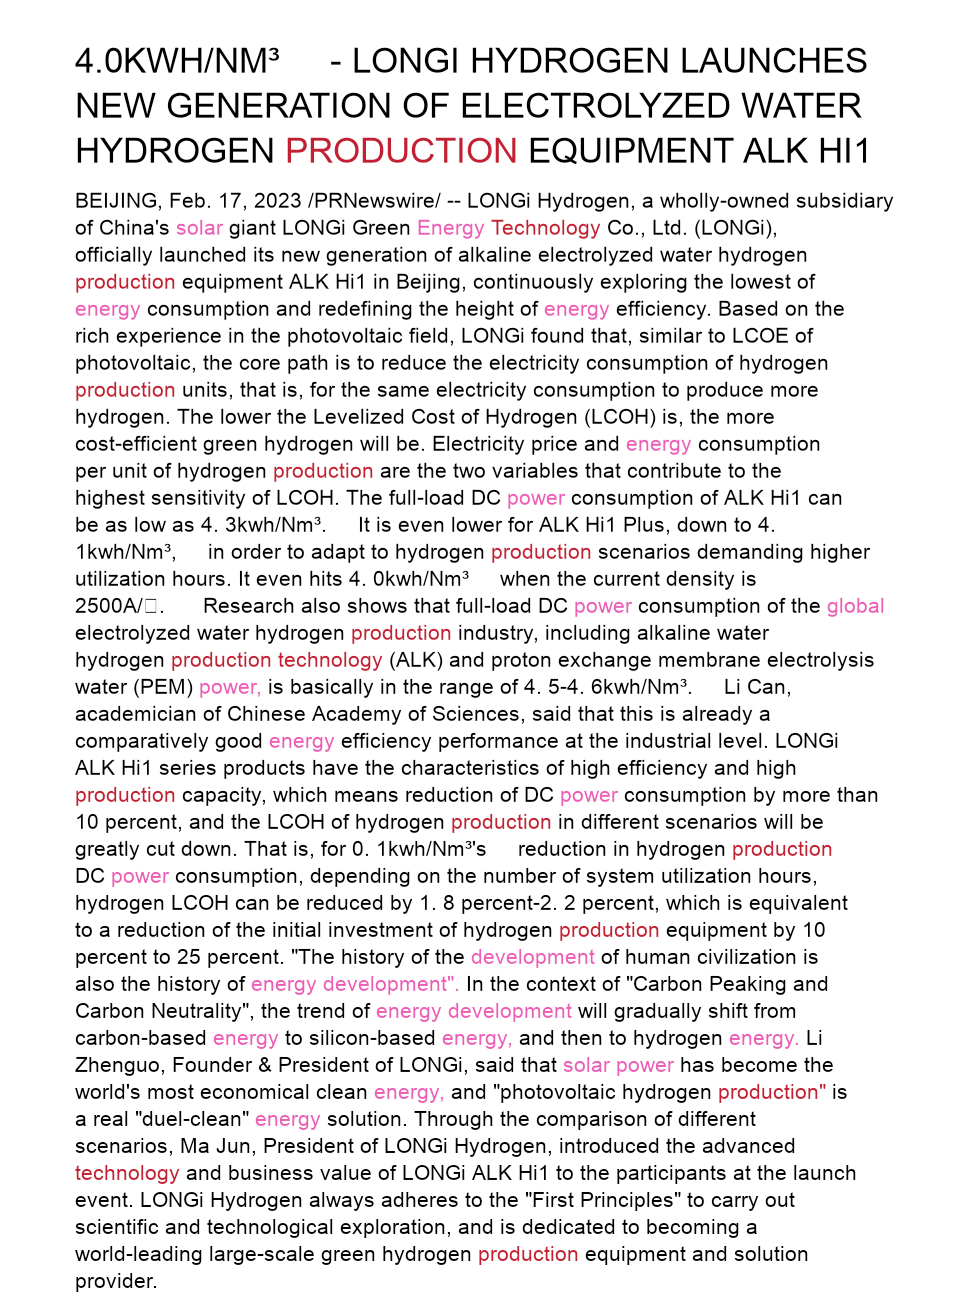 4.0KWH/NM³ - LONGI HYDROGEN LAUNCHES
NEW GENERATION OF ELECTROLYZED WATER
HYDROGEN PRODUCTION EQUIPMENT ALK HI1
BEIJING, Feb. 17, 2023 /PRNewswire/ -- LONGi Hydrogen, a wholly-owned subsidiary
of China's solar giant LONGi Green Energy Technology Co., Ltd. (LONGi),
officially launched its new generation of alkaline electrolyzed water hydrogen
production equipment ALK Hi1 in Beijing, continuously exploring the lowest of
energy consumption and redefining the height of energy efficiency. Based on the
rich experience in the photovoltaic field, LONGi found that, similar to LCOE of
photovoltaic, the core path is to reduce the electricity consumption of hydrogen
production units, that is, for the same electricity consumption to produce more
hydrogen. The lower the Levelized Cost of Hydrogen (LCOH) is, the more
cost-efficient green hydrogen will be. Electricity price and energy consumption
per unit of hydrogen production are the two variables that contribute to the
highest sensitivity of LCOH. The full-load DC power consumption of ALK Hi1 can
be as low as 4. 3kwh/Nm³. It is even lower for ALK Hi1 Plus, down to 4.
1kwh/Nm³, in order to adapt to hydrogen production scenarios demanding higher
utilization hours. It even hits 4. 0kwh/Nm³ when the current density is
2500A/□. Research also shows that full-load DC power consumption of the global
electrolyzed water hydrogen production industry, including alkaline water
hydrogen production technology (ALK) and proton exchange membrane electrolysis
water (PEM) power, is basically in the range of 4. 5-4. 6kwh/Nm³. Li Can,
academician of Chinese Academy of Sciences, said that this is already a
comparatively good energy efficiency performance at the industrial level. LONGi
ALK Hi1 series products have the characteristics of high efficiency and high
production capacity, which means reduction of DC power consumption by more than
10 percent, and the LCOH of hydrogen production in different scenarios will be
greatly cut down. That is, for 0. 1kwh/Nm³'s reduction in hydrogen production
DC power consumption, depending on the number of system utilization hours,
hydrogen LCOH can be reduced by 1. 8 percent-2. 2 percent, which is equivalent
to a reduction of the initial investment of hydrogen production equipment by 10
percent to 25 percent. "The history of the development of human civilization is
also the history of energy development". In the context of "Carbon Peaking and
Carbon Neutrality", the trend of energy development will gradually shift from
carbon-based energy to silicon-based energy, and then to hydrogen energy. Li
Zhenguo, Founder & President of LONGi, said that solar power has become the
world's most economical clean energy, and "photovoltaic hydrogen production" is
a real "duel-clean" energy solution. Through the comparison of different
scenarios, Ma Jun, President of LONGi Hydrogen, introduced the advanced
technology and business value of LONGi ALK Hi1 to the participants at the launch
event. LONGi Hydrogen always adheres to the "First Principles" to carry out
scientific and technological exploration, and is dedicated to becoming a
world-leading large-scale green hydrogen production equipment and solution
provider.